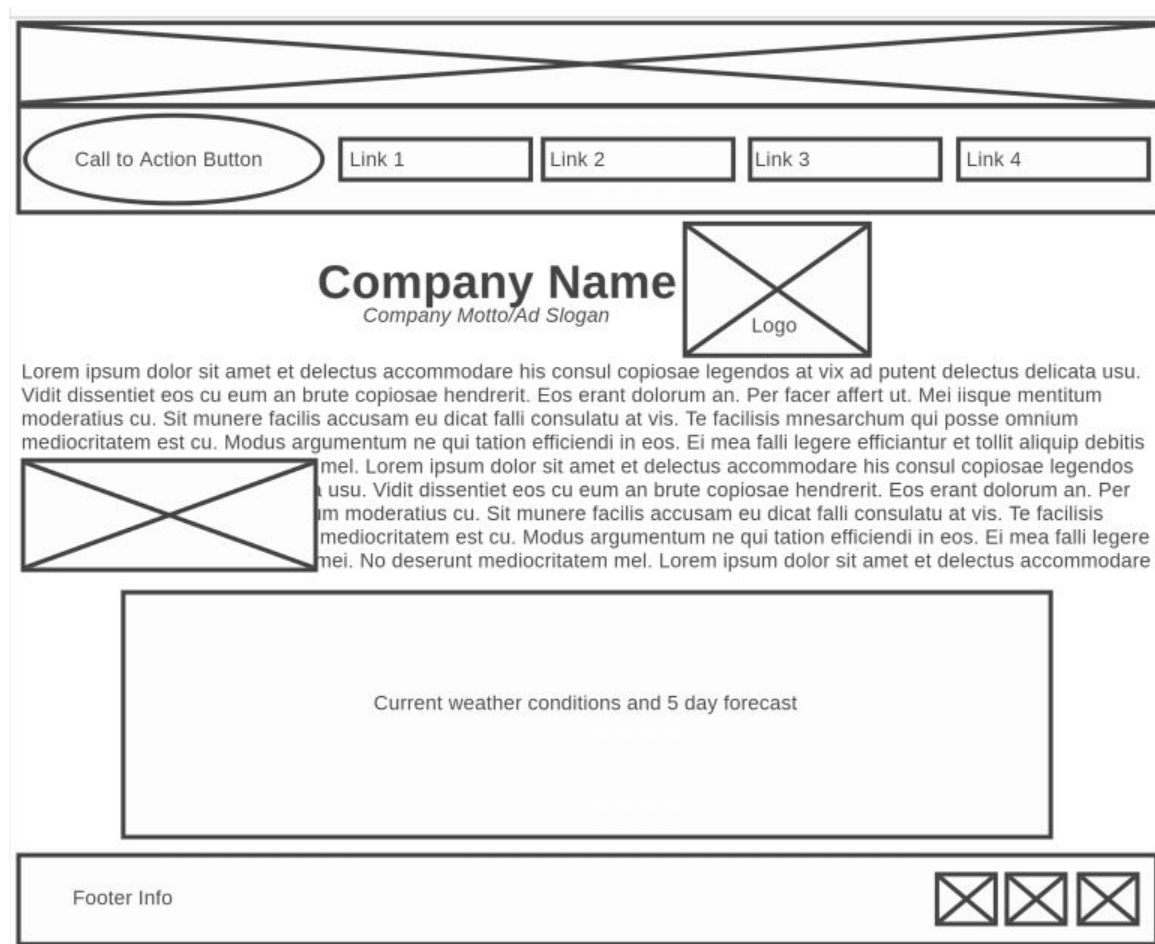 Call to Action Button
Link 1
Link 2
Link 3
Link 4
Company Name
Company Motto/Ad Slogan
Logo
Lorem ipsum dolor sit amet et delectus accommodare his consul copiosae legendos at vix ad putent delectus delicata usu.
Vidit dissentiet eos cu eum an brute copiosae hendrerit. Eos erant dolorum an. Per facer affert ut. Mei iisque mentitum
moderatius cu. Sit munere facilis accusam eu dicat falli consulatu at vis. Te facilisis mnesarchum qui posse omnium
mediocritatem est cu. Modus argumentum ne qui tation efficiendi in eos. Ei mea falli legere efficiantur et tollit aliquip debitis
mel. Lorem ipsum dolor sit amet et delectus accommodare his consul copiosae legendos
usu. Vidit dissentiet eos cu eum an brute copiosae hendrerit. Eos erant dolorum an. Per
moderatius cu. Sit munere facilis accusam eu dicat falli consulatu at vis. Te facilisis
mediocritatem est cu. Modus argumentum ne qui tation efficiendi in eos. Ei mea falli legere
mei. No deserunt mediocritatem mel. Lorem ipsum dolor sit amet et delectus accommodare
Current weather conditions and 5 day forecast
Footer Info